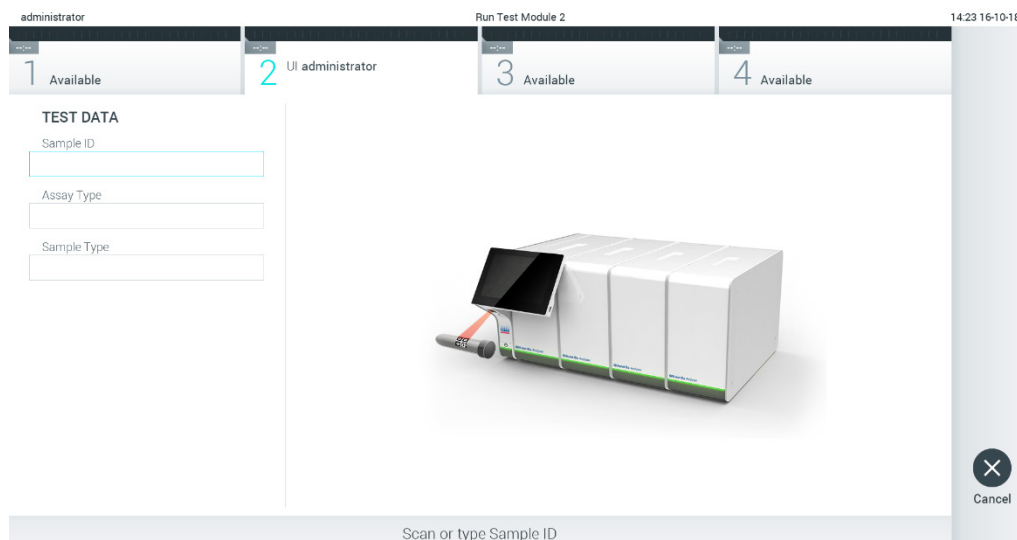 administrator
Run Test Module 2
14:23 16-10-18
--:--
--:--
--:--
--:--
1 Available
2 UI administrator
3 Available
4 Available
TEST DATA
Sample ID
Assay Type
Sample Type
Cancel
Scan or type Sample ID